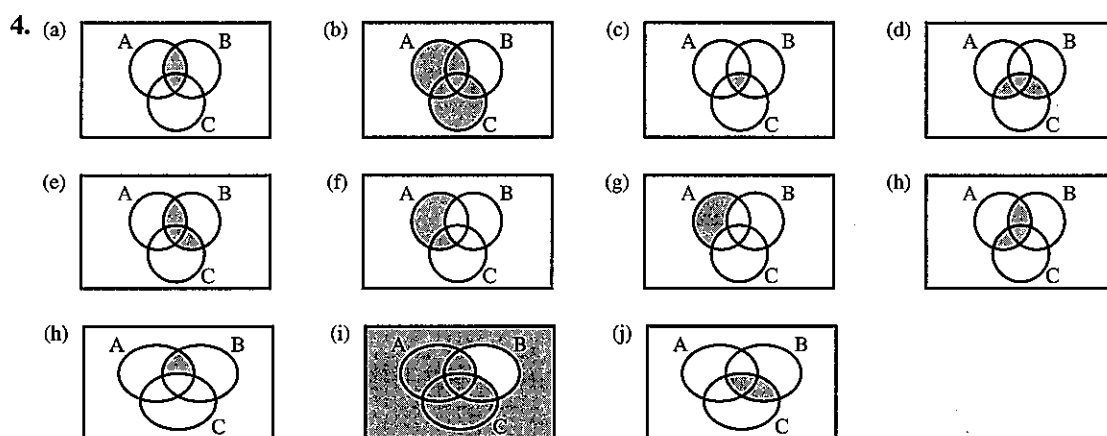 4. (a) A B C (b) A B C (c) A B C (d) A B C
(e) A B C (f) A B C (g) A B C (h) A B C
(h) A B C (i) A B C (j) A B C